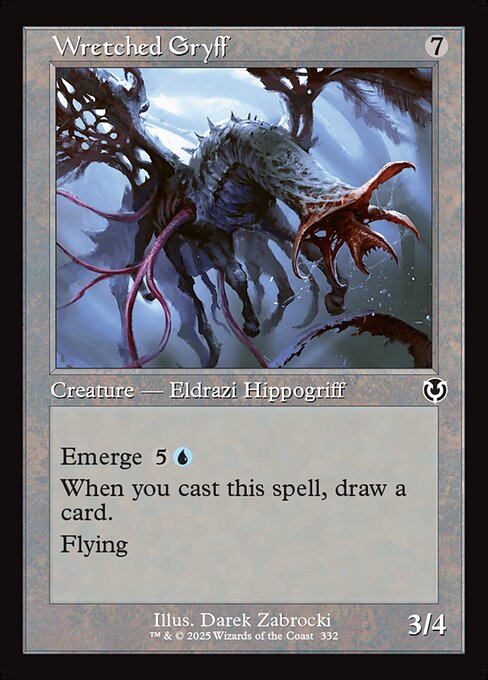 Wretched Gryff 7
Creature — Eldrazi Hippogriff
Emerge 5
When you cast this spell, draw a
card.
Flying
Illus. Darek Zabrocki
™ & © 2025 Wizards of the Coast 332
3/4